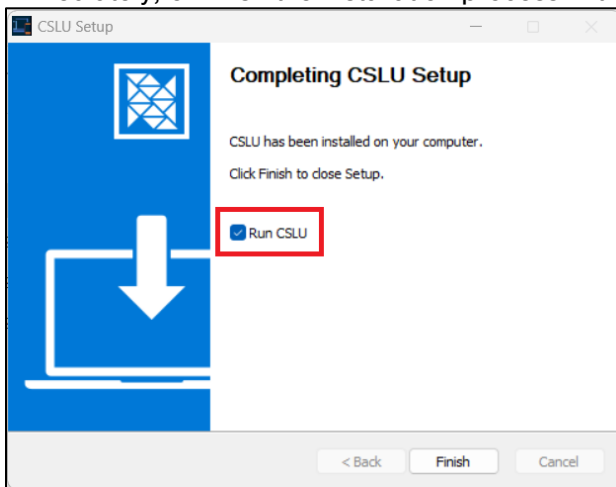 CSLU Setup
Completing CSLU Setup
CSLU has been installed on your computer.
Click Finish to close Setup.
Run CSLU
< Back Finish Cancel